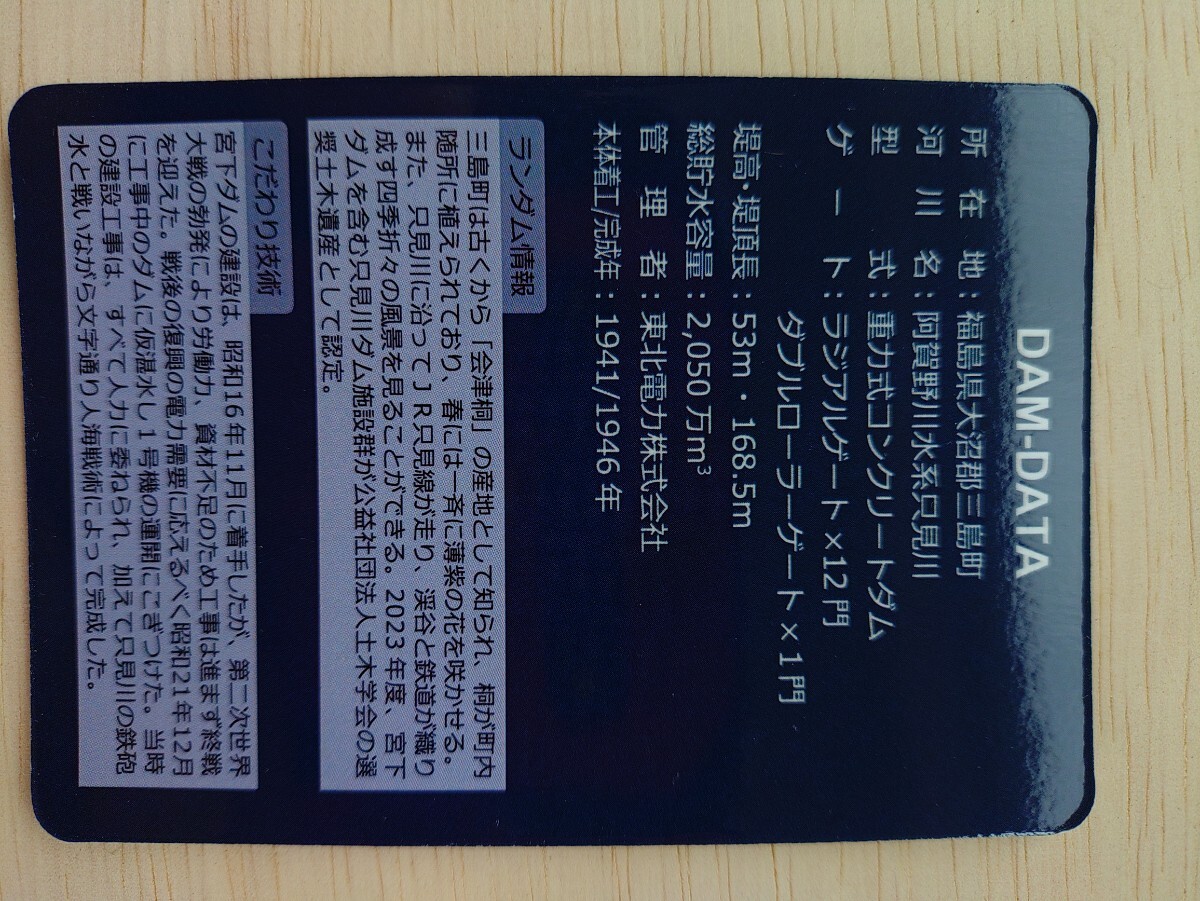 DAM-DATA
所在地：福島県大沼郡三島町
河川名：阿賀野川水系只見川
型式：重力式コンクリートダム
ゲート：ラジアルゲート×12門
ダブルローラーゲート×1門
堤高・堤頂長：53m・168.5m
総貯水容量：2,050万m³
管理者：東北電力株式会社
本体着工/完成年：1941/1946年
ランダム情報
三島町は古くから「会津桐」の産地として知られ、桐が町内
随所に植えられており、春には一斉に薄紫の花を咲かせる。
また、只見川に沿ってＪＲ只見線が走り、渓谷と鉄道が織り
成す四季折々の風景を見ることができる。2023年度、宮下
ダムを含む只見川ダム施設群が公益社団法人土木学会の選
奨土木遺産として認定。
こだわり技術
宮下ダムの建設は、昭和16年11月に着手したが、第二次世界
大戦の勃発により労働力、資材不足のため工事は進まず終戦
を迎えた。戦後の復興の電力需要に応えるべく昭和21年12月
に工事中のダムに仮湛水し１号機の運開にこぎつけた。当時
の建設工事は、すべて人力に委ねられ、加えて只見川の鉄砲
水と戦いながら文字通り人海戦術によって完成した。